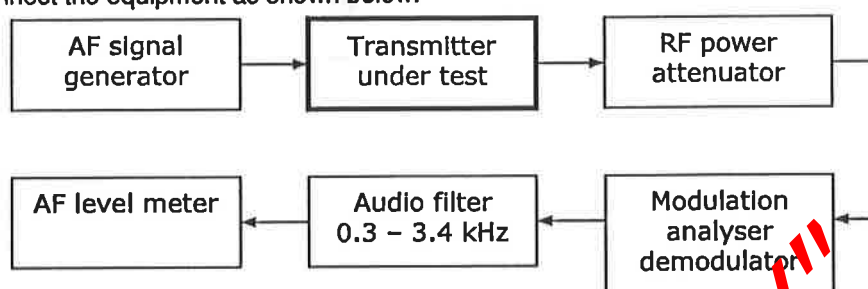 the equipment as shown below
AF signal
generator
Transmitter
under test
RF power
attenuator
AF level meter
Audio filter
0.3 – 3.4 kHz
Modulation
analyser
demodulator